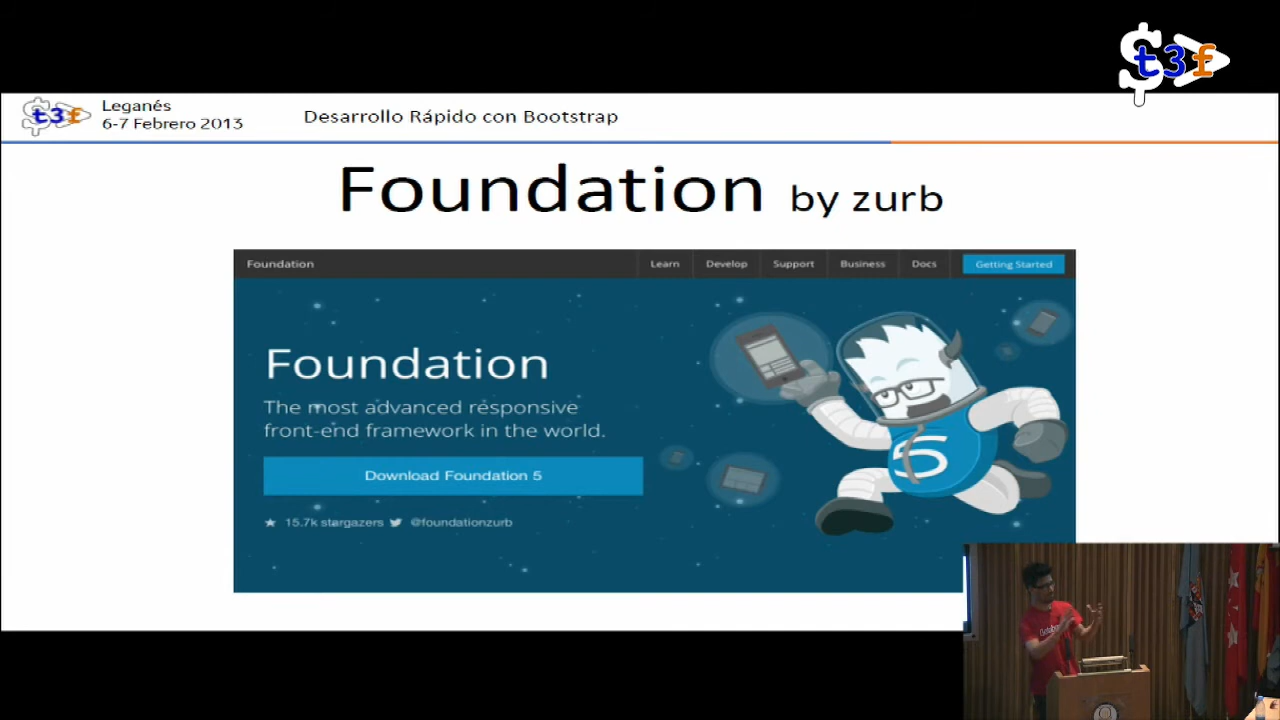 t3f
t3f
Leganés
6-7 Febrero 2013
Desarrollo Rápido con Bootstrap
Foundation by zurb
Foundation
Learn
Develop
Support
Business
Docs
Getting Started
Foundation
The most advanced responsive
front-end framework in the world.
Download Foundation 5
15.7k stargazers @foundationzurb
5